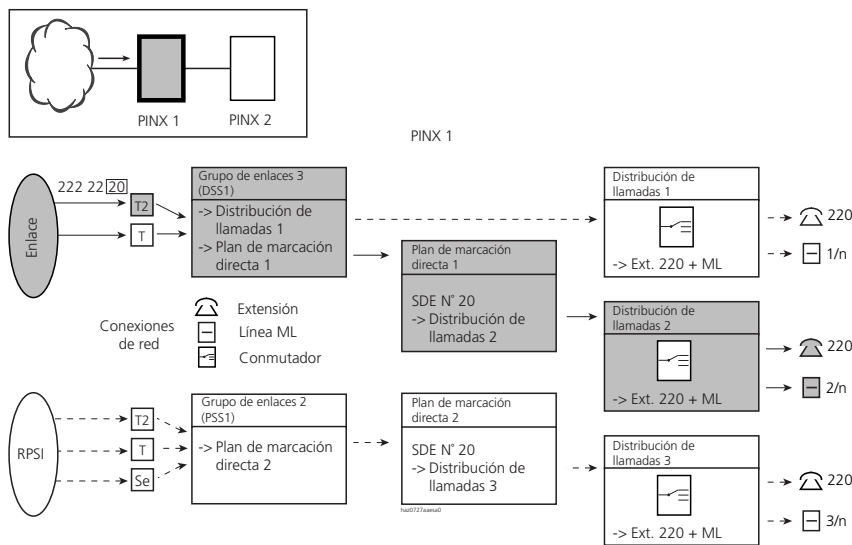 PINX 1
PINX 2
PINX 1
Enlace
222 22 20
T2
T
Grupo de enlaces 3
(DSS1)
-> Distribución de
llamadas 1
-> Plan de marcación
directa 1
Plan de marcación
directa 1
SDE N° 20
-> Distribución de
llamadas 2
Distribución de
llamadas 1
-> Ext. 220 + ML
220
1/n
Distribución de
llamadas 2
-> Ext. 220 + ML
220
2/n
Conexiones
de red
Extensión
Línea ML
Conmutador
RPSI
T2
T
Se
Grupo de enlaces 2
(PSS1)
-> Plan de marcación
directa 2
Plan de marcación
directa 2
SDE N° 20
-> Distribución de
llamadas 3
haz0727aaesa0
Distribución de
llamadas 3
-> Ext. 220 + ML
220
3/n